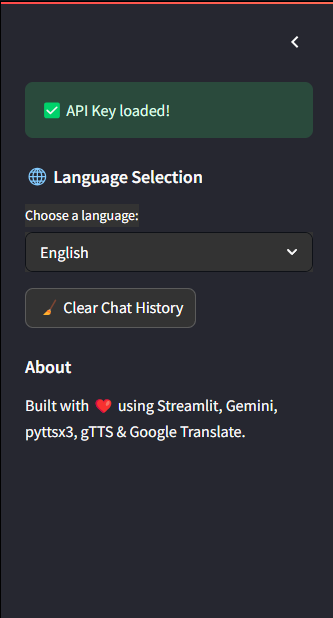 ✅ API Key loaded!
🌐 Language Selection
Choose a language:
English
🧹 Clear Chat History
About
Built with ❤️ using Streamlit, Gemini,
pyttsx3, gTTS & Google Translate.